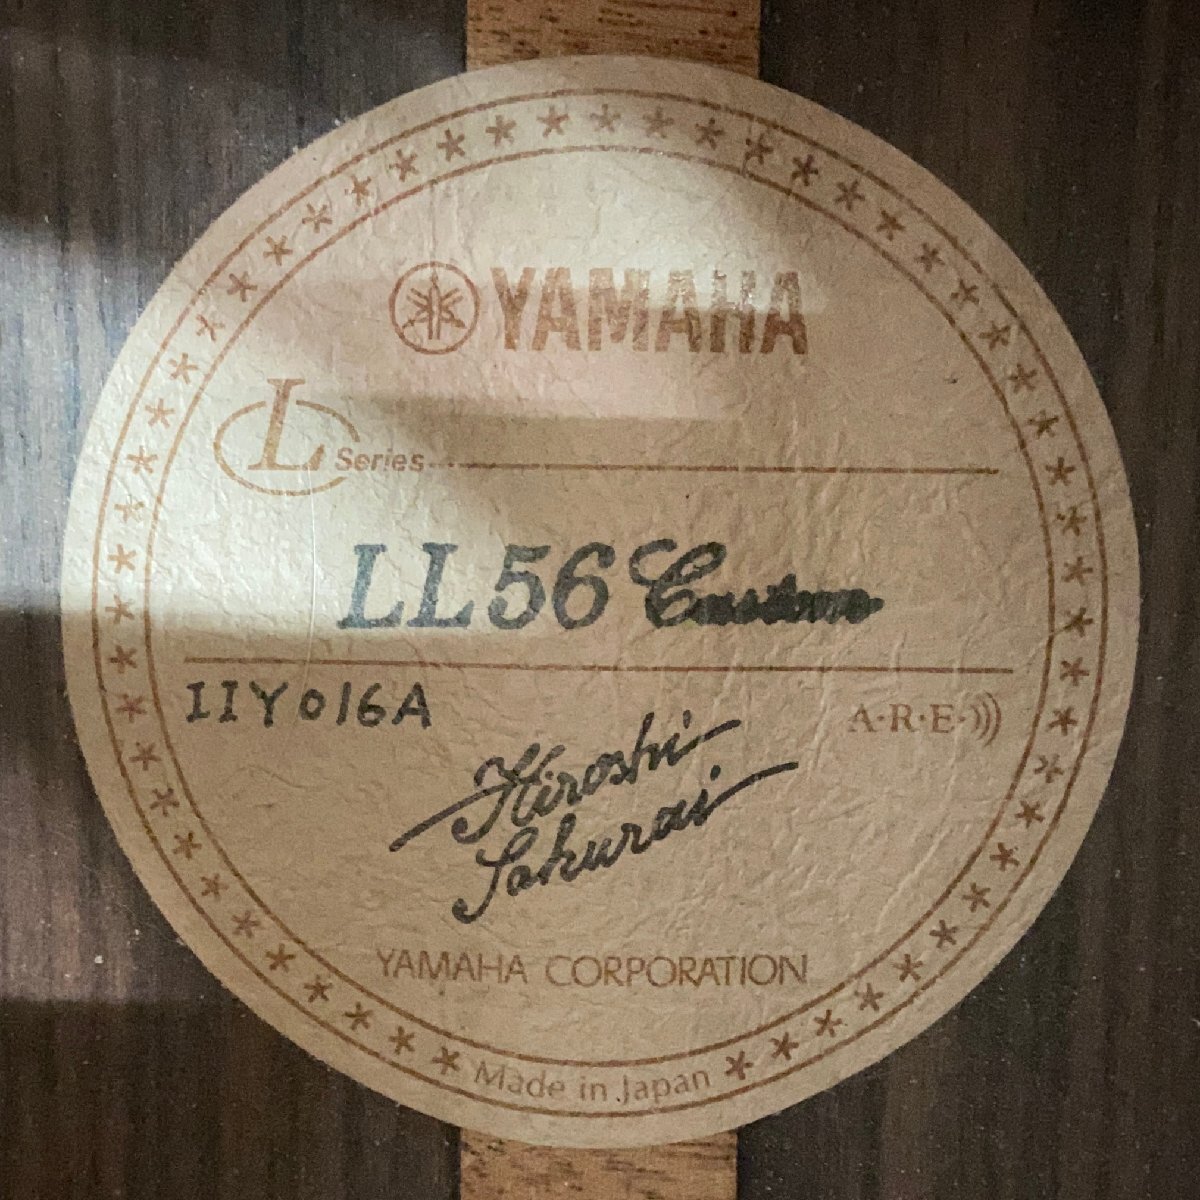 YAMAHA
L Series
LL56 Custom
IIY016A
A·R·E
Hiroshi
Sakurai
YAMAHA CORPORATION
Made in Japan